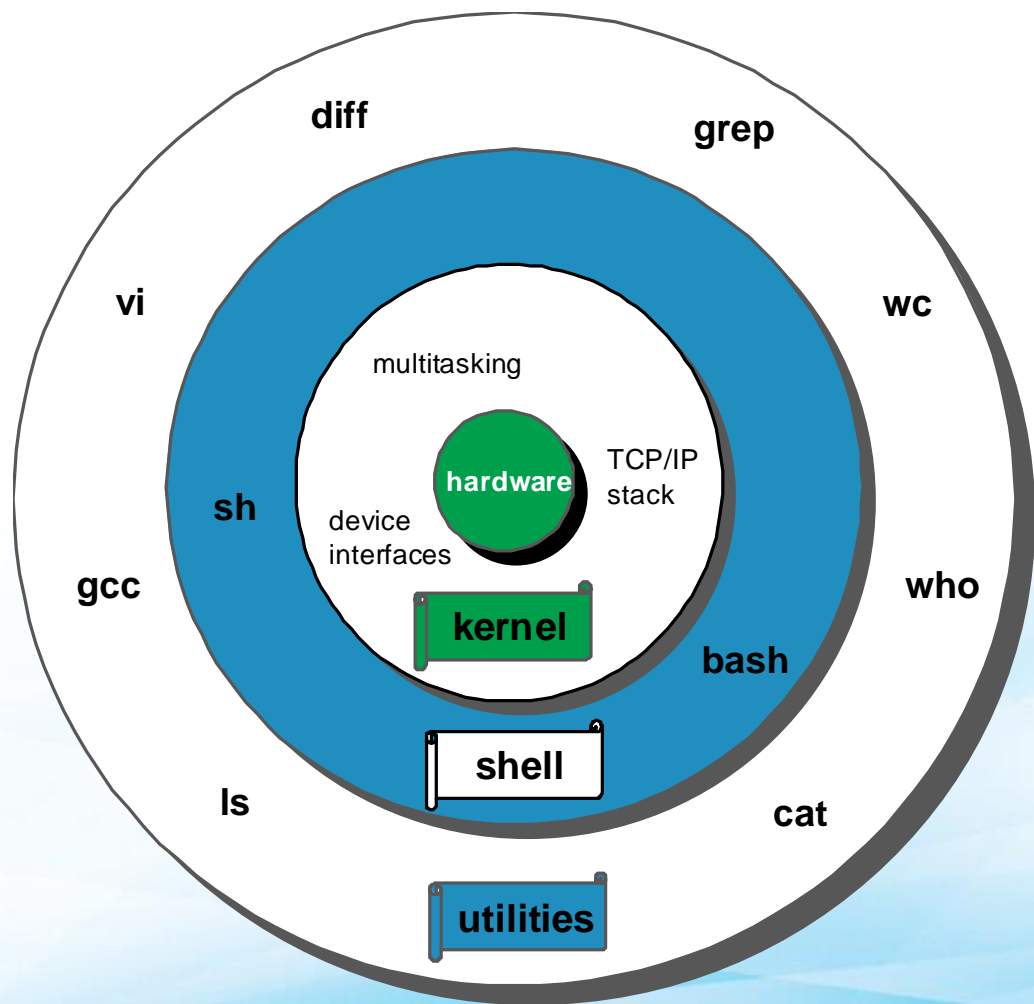 diff
grep
vi
wc
multitasking
hardware
TCP/IP
stack
sh
device
interfaces
gcc
who
kernel
bash
shell
ls
cat
utilities